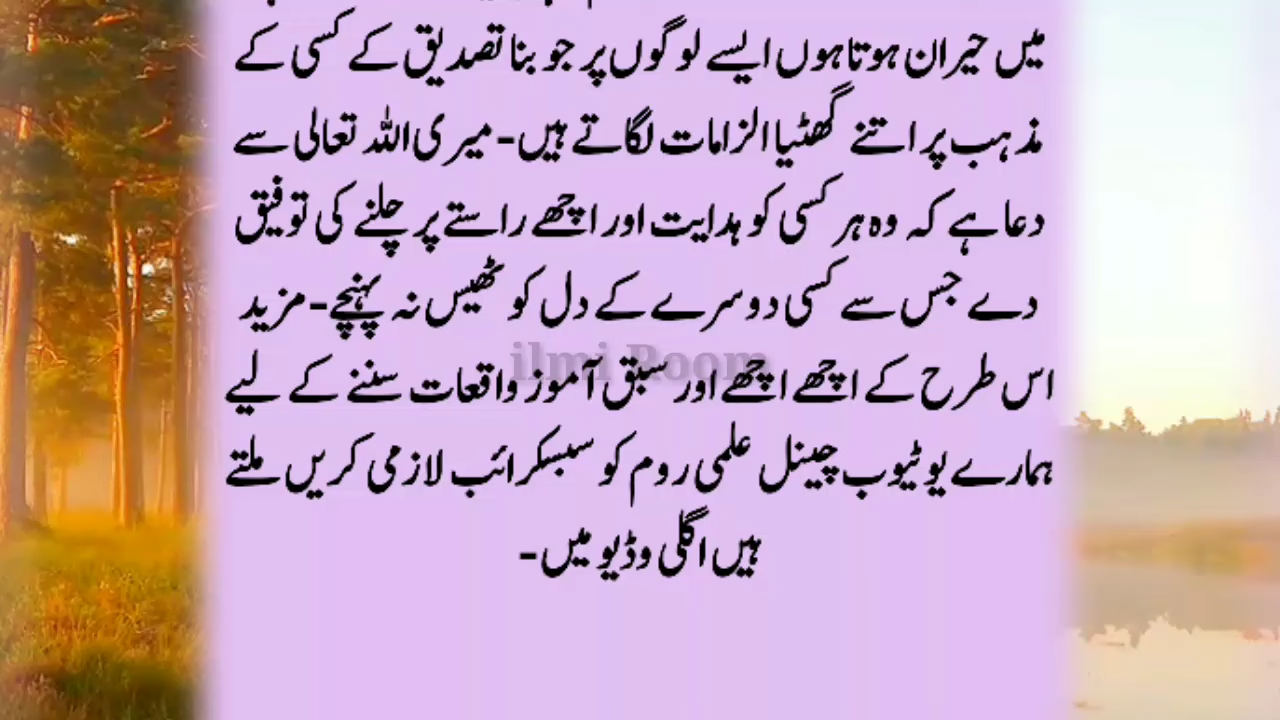 میں حیران ہوتا ہوں ایسے لوگوں پر جو بنا تصدیق کے کسی کے
مذہب پر اتنے گھٹیا الزامات لگاتے ہیں- میری اللہ تعالی سے
دعا ہے کہ وہ ہر کسی کو ہدایت اور اچھے راستے پر چلنے کی توفیق
دے جس سے کسی دوسرے کے دل کو ٹھیس نہ پہنچے- مزید
ilmi Room
اس طرح کے اچھے اچھے اور سبق آموز واقعات سننے کے لیے
ہمارے یوٹیوب چینل علمی روم کو سبسکرائب لازمی کریں ملتے
ہیں اگلی وڈیو میں-